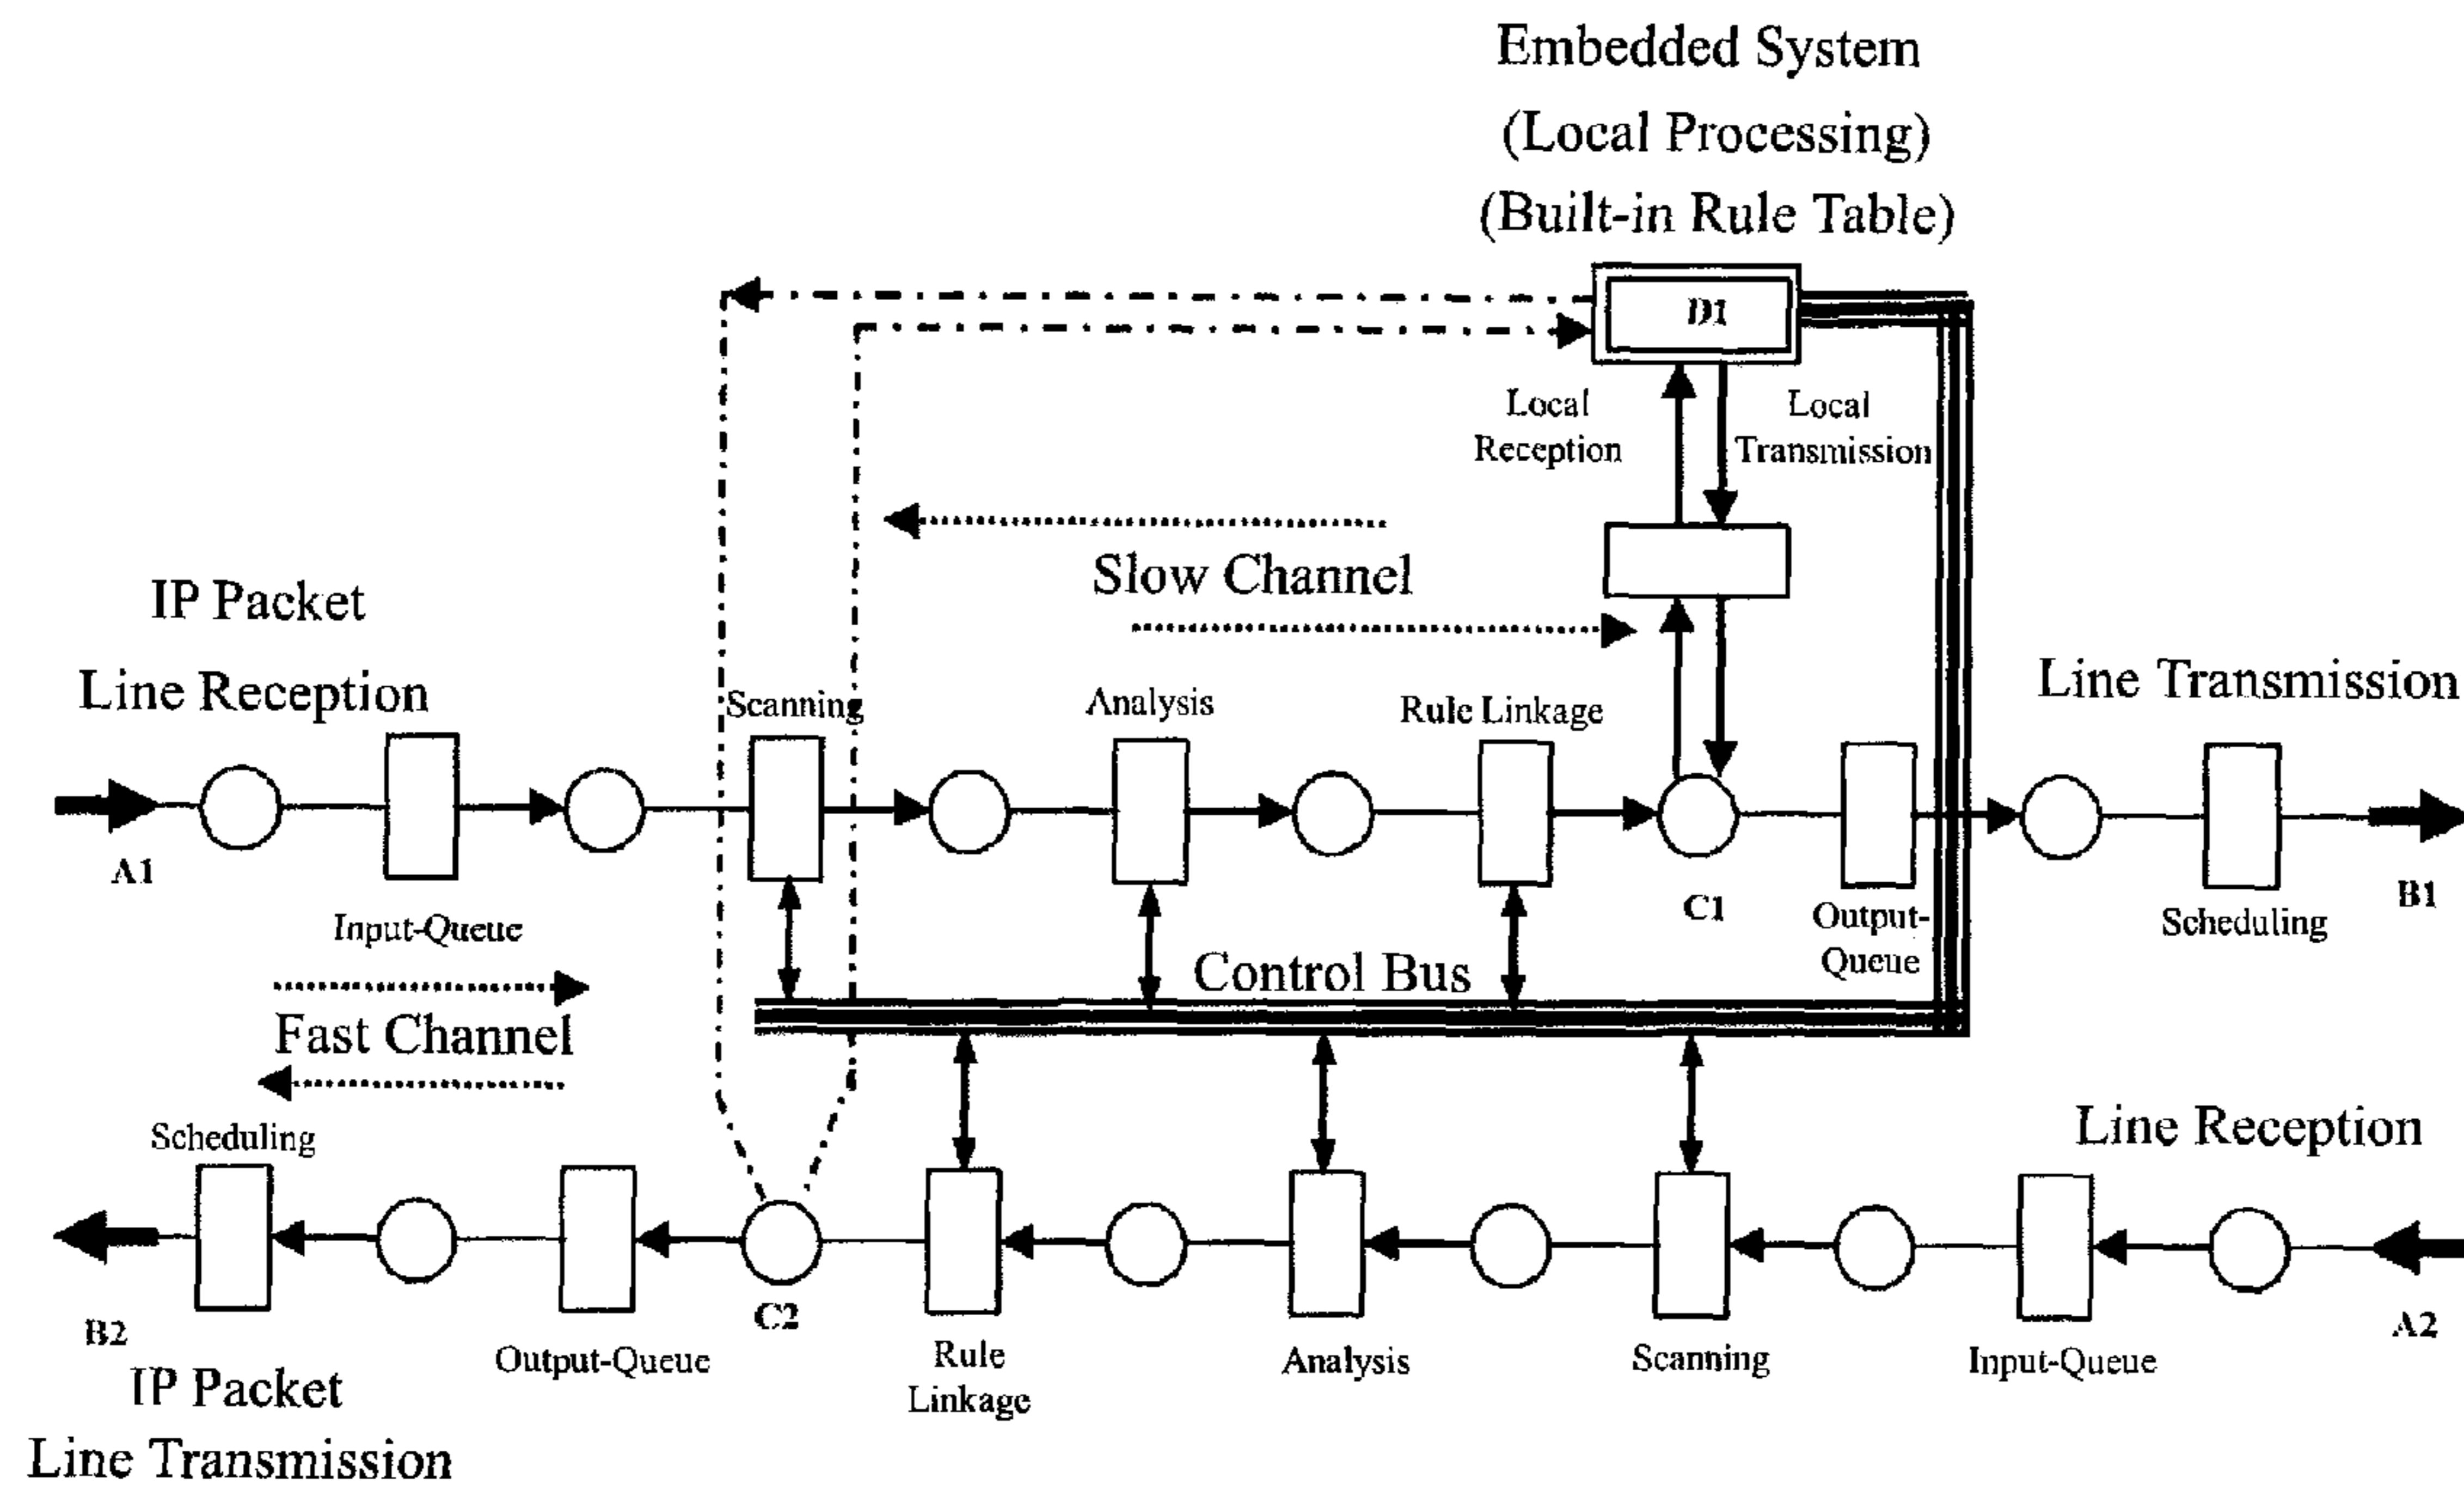 Embedded System
(Local Processing)
(Built-in Rule Table)
D1
Local
Reception
Local
Transmission
Slow Channel
IP Packet
Line Reception
Scanning
Analysis
Rule Linkage
Line Transmission
A1
Input-Queue
C1
Output-
Queue
Scheduling
B1
Control Bus
Fast Channel
Scheduling
Line Reception
B2
Output-Queue
C2
Rule
Linkage
Analysis
Scanning
Input-Queue
A2
IP Packet
Line Transmission